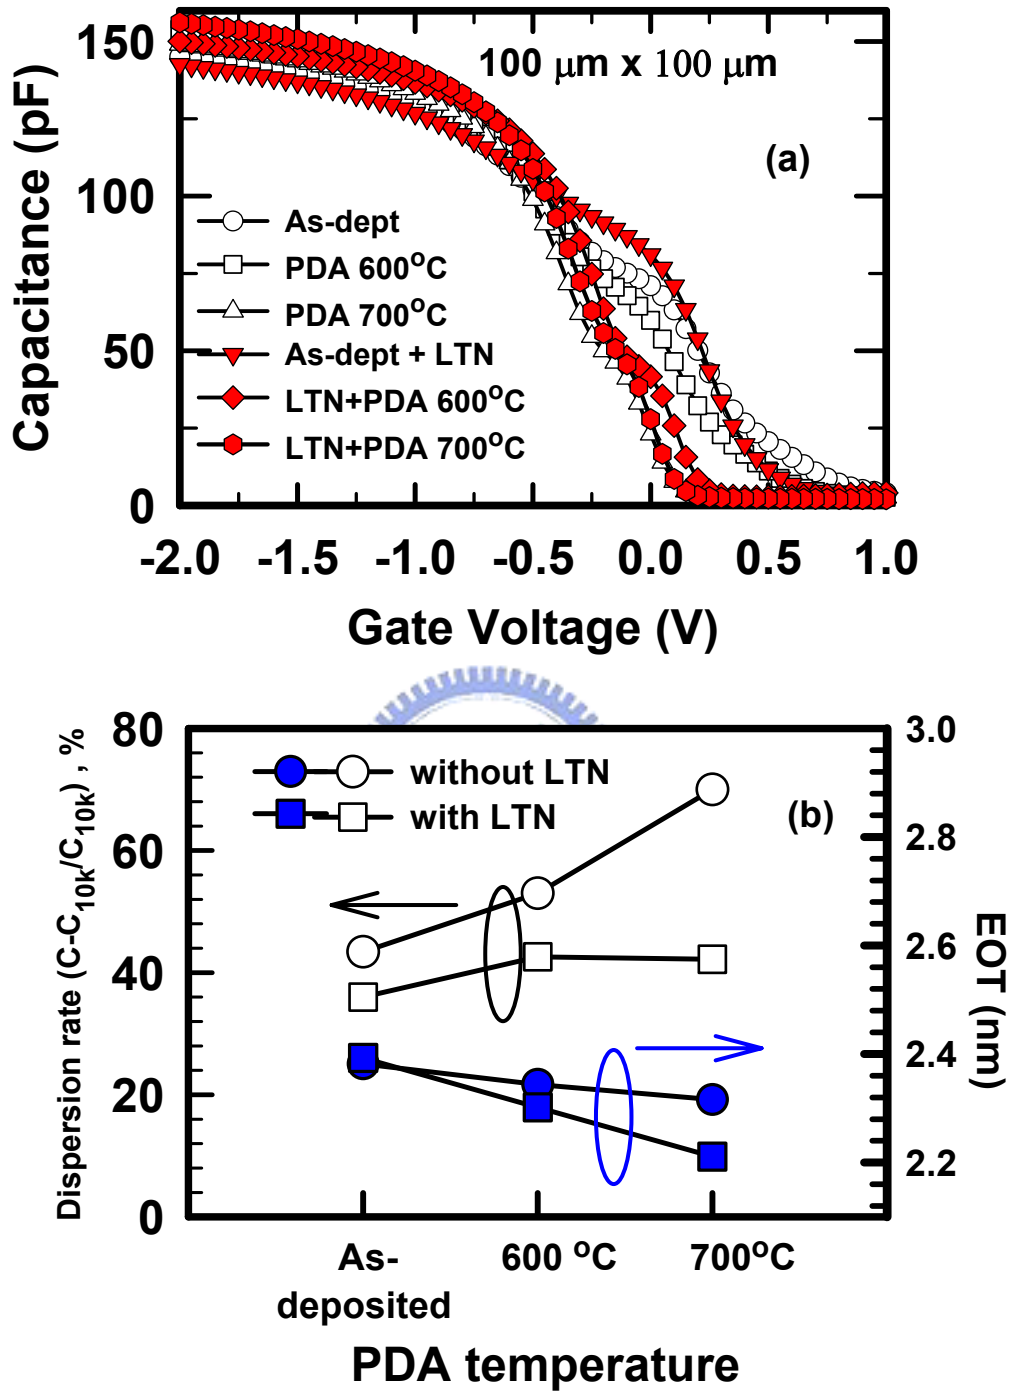 150
100
50
0
Capacitance (pF)
100 μm x 100 μm
(a)
As-dept
PDA 600°C
PDA 700°C
As-dept + LTN
LTN+PDA 600°C
LTN+PDA 700°C
-2.0 -1.5 -1.0 -0.5 0.0 0.5 1.0
Gate Voltage (V)
80
60
40
20
0
Dispersion rate (C-C10k/C10k) , %
without LTN
with LTN
(b)
3.0
2.8
2.6
2.4
2.2
EOT (nm)
As-deposited 600 °C 700°C
PDA temperature